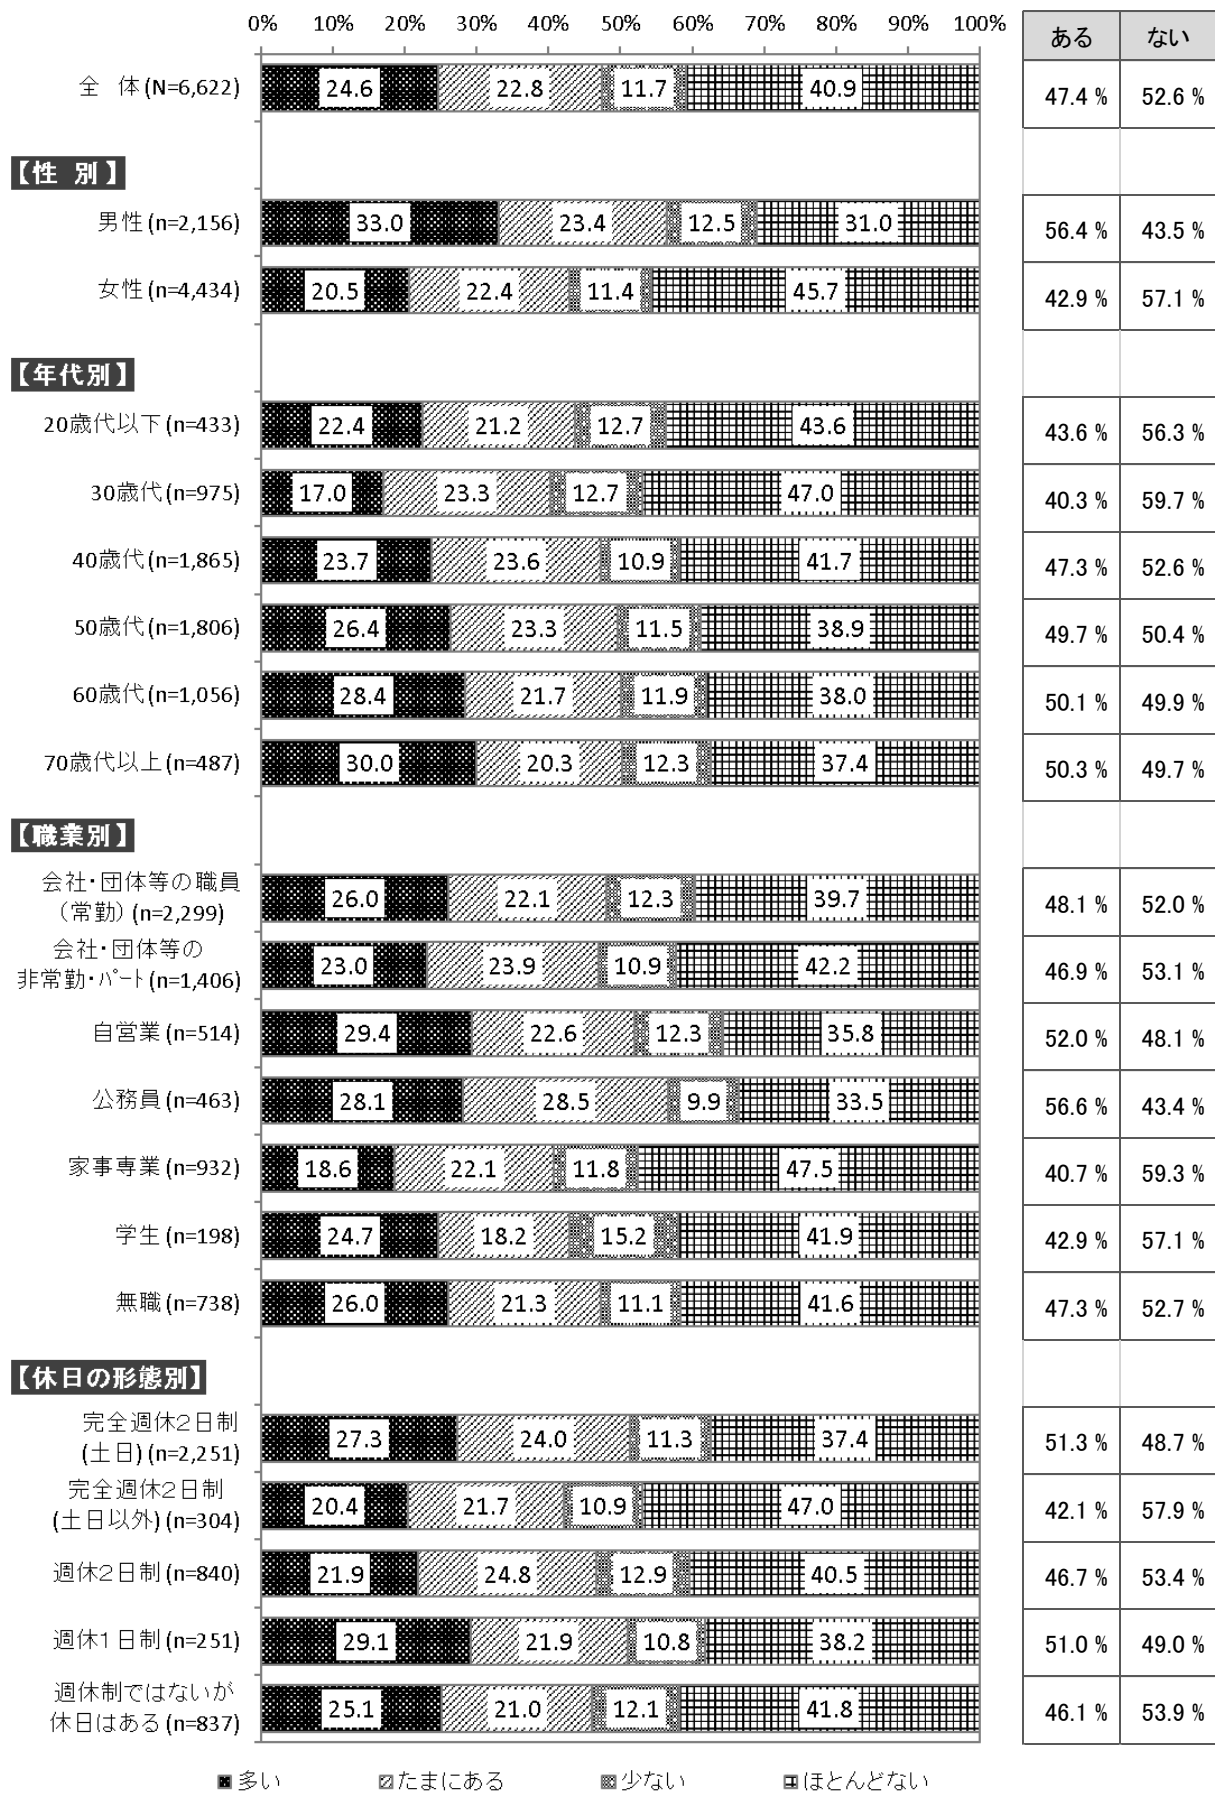 0% 10% 20% 30% 40% 50% 60% 70% 80% 90% 100%
ある ない
全 体(N=6,622) 24.6 22.8 11.7 40.9 47.4 % 52.6 %
【性 別】
男性(n=2,156) 33.0 23.4 12.5 31.0 56.4 % 43.5 %
女性(n=4,434) 20.5 22.4 11.4 45.7 42.9 % 57.1 %
【年代別】
20歳代以下(n=433) 22.4 21.2 12.7 43.6 43.6 % 56.3 %
30歳代(n=975) 17.0 23.3 12.7 47.0 40.3 % 59.7 %
40歳代(n=1,865) 23.7 23.6 10.9 41.7 47.3 % 52.6 %
50歳代(n=1,806) 26.4 23.3 11.5 38.9 49.7 % 50.4 %
60歳代(n=1,056) 28.4 21.7 11.9 38.0 50.1 % 49.9 %
70歳代以上(n=487) 30.0 20.3 12.3 37.4 50.3 % 49.7 %
【職業別】
会社・団体等の職員
（常勤）(n=2,299) 26.0 22.1 12.3 39.7 48.1 % 52.0 %
会社・団体等の
非常勤・パート(n=1,406) 23.0 23.9 10.9 42.2 46.9 % 53.1 %
自営業(n=514) 29.4 22.6 12.3 35.8 52.0 % 48.1 %
公務員(n=463) 28.1 28.5 9.9 33.5 56.6 % 43.4 %
家事専業(n=932) 18.6 22.1 11.8 47.5 40.7 % 59.3 %
学生(n=198) 24.7 18.2 15.2 41.9 42.9 % 57.1 %
無職(n=738) 26.0 21.3 11.1 41.6 47.3 % 52.7 %
【休日の形態別】
完全週休2日制
(土日)(n=2,251) 27.3 24.0 11.3 37.4 51.3 % 48.7 %
完全週休2日制
(土日以外)(n=304) 20.4 21.7 10.9 47.0 42.1 % 57.9 %
週休2日制(n=840) 21.9 24.8 12.9 40.5 46.7 % 53.4 %
週休1日制(n=251) 29.1 21.9 10.8 38.2 51.0 % 49.0 %
週休制ではないが
休日はある(n=837) 25.1 21.0 12.1 41.8 46.1 % 53.9 %
多い たまにある 少ない ほとんどない